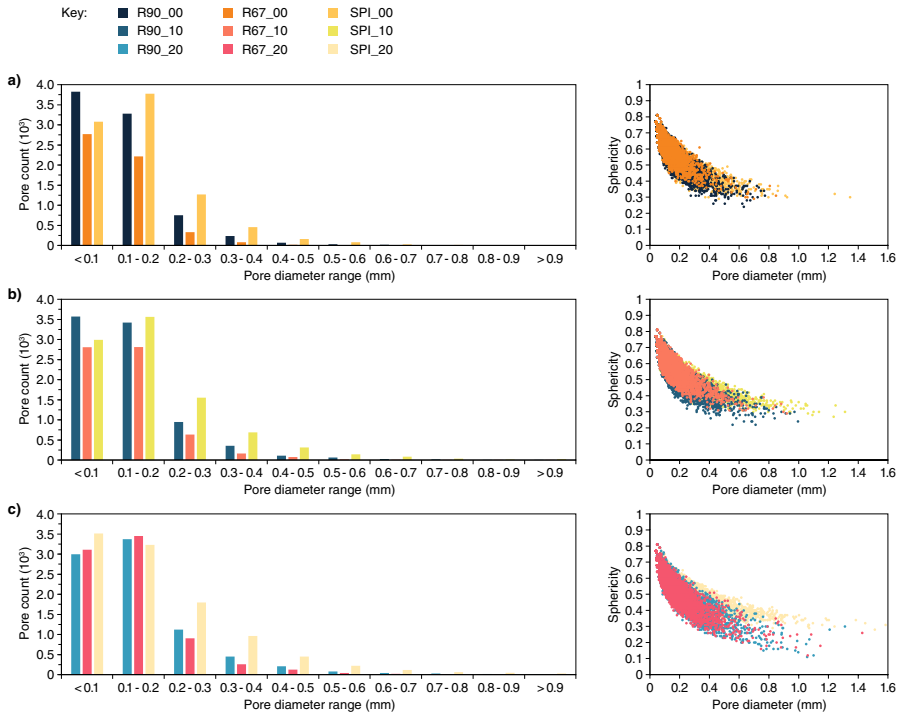 Key:
R90_00 R67_00 SPI_00
R90_10 R67_10 SPI_10
R90_20 R67_20 SPI_20
a)
4.0
3.5
3.0
2.5
2.0
1.5
1.0
0.5
0
Pore count (10³)
< 0.1 0.1 - 0.2 0.2 - 0.3 0.3 - 0.4 0.4 - 0.5 0.5 - 0.6 0.6 - 0.7 0.7 - 0.8 0.8 - 0.9 > 0.9
Pore diameter range (mm)
1
0.9
0.8
0.7
0.6
0.5
0.4
0.3
0.2
0.1
0
Sphericity
0 0.2 0.4 0.6 0.8 1.0 1.2 1.4 1.6
Pore diameter (mm)
b)
4.0
3.5
3.0
2.5
2.0
1.5
1.0
0.5
0
Pore count (10³)
< 0.1 0.1 - 0.2 0.2 - 0.3 0.3 - 0.4 0.4 - 0.5 0.5 - 0.6 0.6 - 0.7 0.7 - 0.8 0.8 - 0.9 > 0.9
Pore diameter range (mm)
1
0.9
0.8
0.7
0.6
0.5
0.4
0.3
0.2
0.1
0
Sphericity
0 0.2 0.4 0.6 0.8 1.0 1.2 1.4 1.6
Pore diameter (mm)
c)
4.0
3.5
3.0
2.5
2.0
1.5
1.0
0.5
0
Pore count (10³)
< 0.1 0.1 - 0.2 0.2 - 0.3 0.3 - 0.4 0.4 - 0.5 0.5 - 0.6 0.6 - 0.7 0.7 - 0.8 0.8 - 0.9 > 0.9
Pore diameter range (mm)
1
0.9
0.8
0.7
0.6
0.5
0.4
0.3
0.2
0.1
0
Sphericity
0 0.2 0.4 0.6 0.8 1.0 1.2 1.4 1.6
Pore diameter (mm)